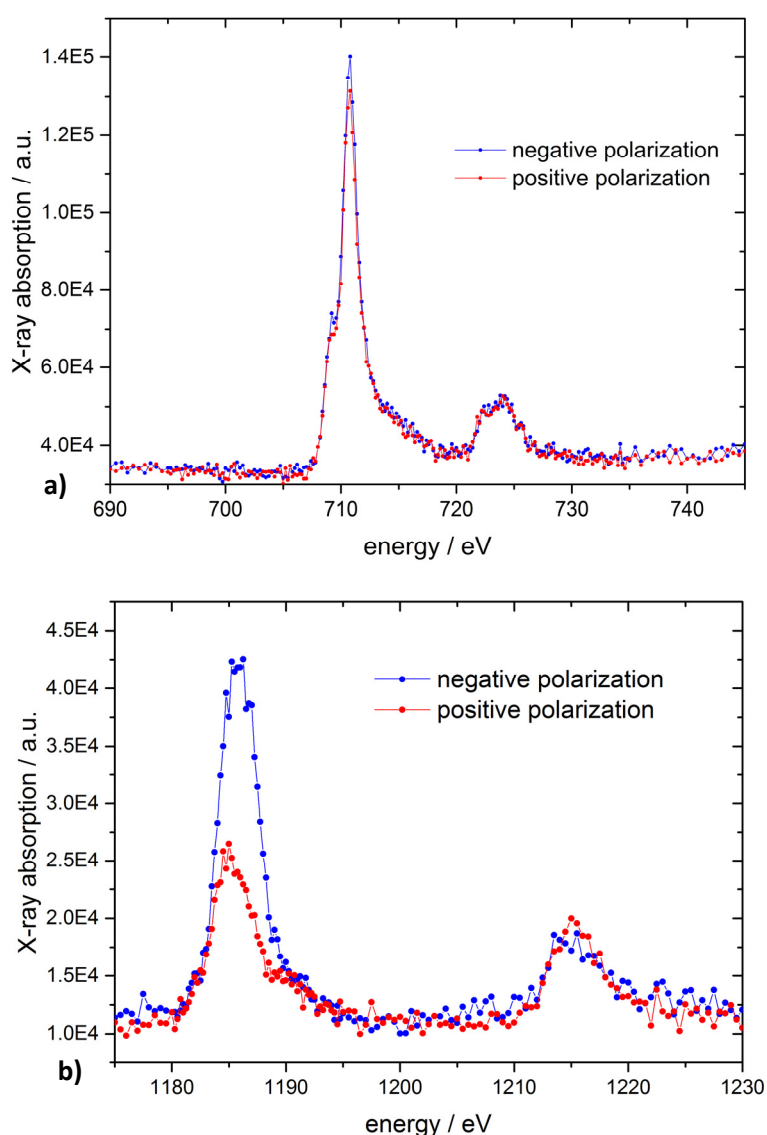 1.4E5
1.2E5
1.0E5
8.0E4
6.0E4
4.0E4
X-ray absorption / a.u.
negative polarization
positive polarization
a)
690 700 710 720 730 740
energy / eV
4.5E4
4.0E4
3.5E4
3.0E4
2.5E4
2.0E4
1.5E4
1.0E4
X-ray absorption / a.u.
negative polarization
positive polarization
b)
1180 1190 1200 1210 1220 1230
energy / eV